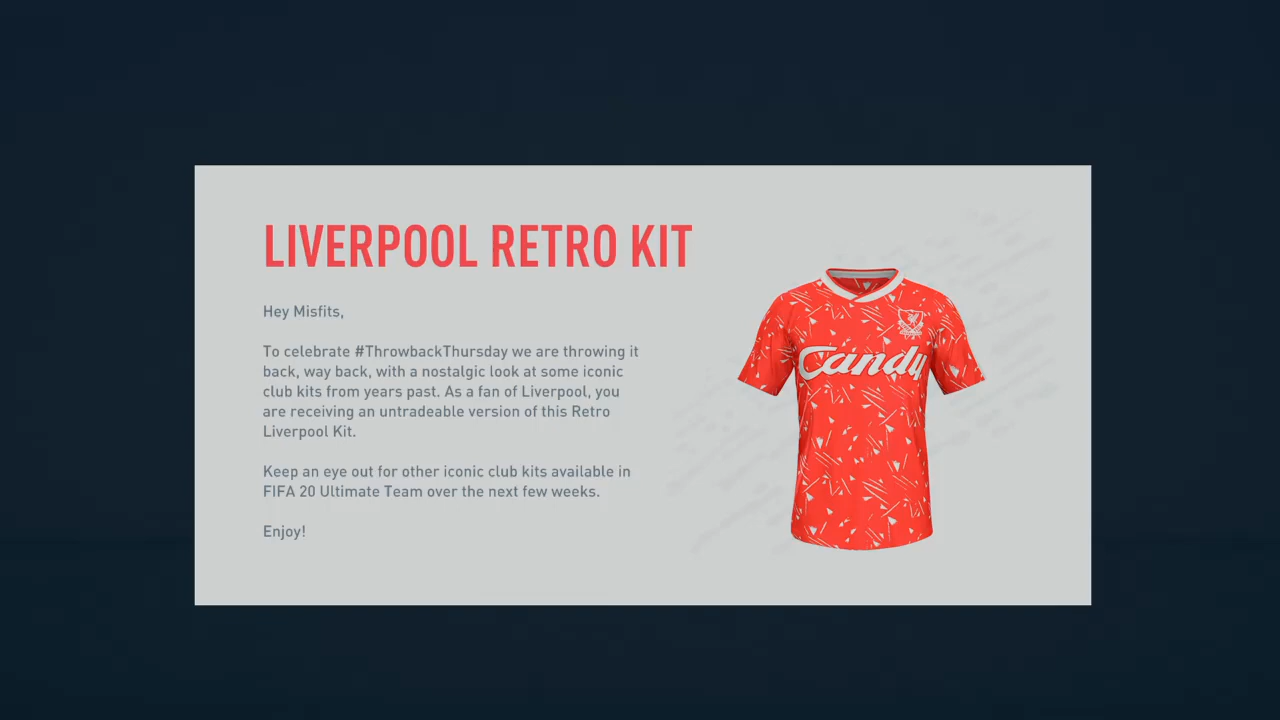 LIVERPOOL RETRO KIT
Hey Misfits,
To celebrate #ThrowbackThursday we are throwing it
back, way back, with a nostalgic look at some iconic
club kits from years past. As a fan of Liverpool, you
are receiving an untradeable version of this Retro
Liverpool Kit.
Keep an eye out for other iconic club kits available in
FIFA 20 Ultimate Team over the next few weeks.
Enjoy!
Candy